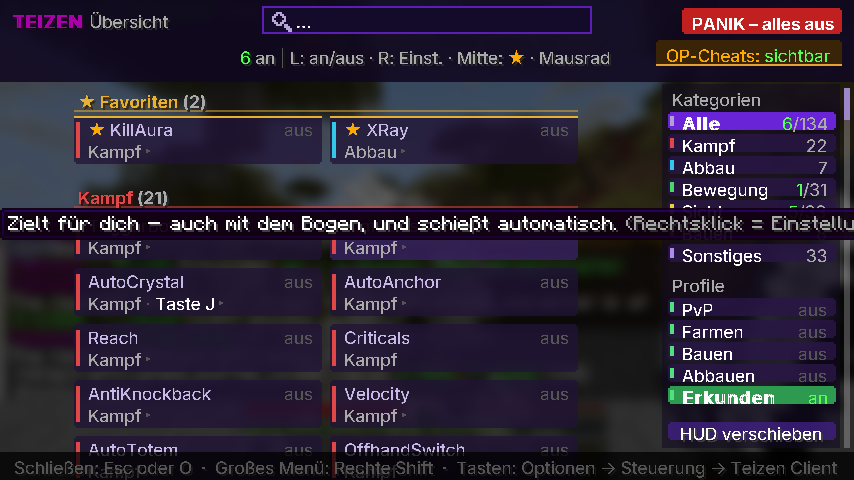 TEIZEN Übersicht
...
PANIK – alles aus
6 an | L: an/aus · R: Einst. · Mitte: ★ · Mausrad
OP-Cheats: sichtbar
★ Favoriten (2)
★ KillAura aus
Kampf
★ XRay aus
Abbau
Kampf (21)
Zielt für dich – auch mit dem Bogen, und schießt automatisch. (Rechtsklick = Einstellu
Kampf
Kampf
AutoCrystal aus
Kampf · Taste J
AutoAnchor aus
Kampf
Reach aus
Kampf
Criticals aus
Kampf
AntiKnockback aus
Kampf
Velocity aus
Kampf
AutoTotem aus
OffhandSwitch aus
Kategorien
Alle 6/134
Kampf 22
Abbau 7
Bewegung 1/31
Sonstiges 33
Profile
PvP aus
Farmen aus
Bauen aus
Abbauen aus
Erkunden an
HUD verschieben
Schließen: Esc oder O · Großes Menü: Rechte Shift · Tasten: Optionen → Steuerung → Teizen Client